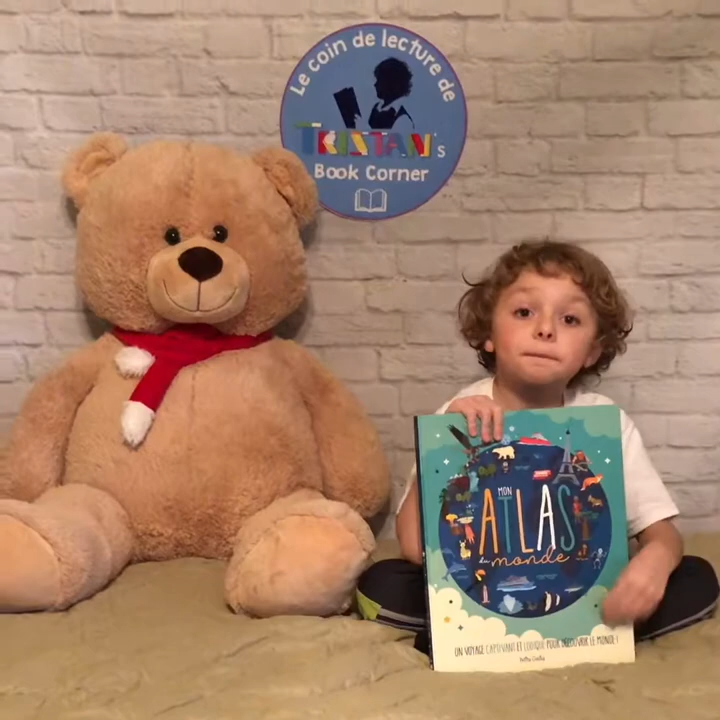 Le coin de lecture de
TRISTAN's
Book Corner
MON
ATLAS
du monde
UN VOYAGE CAPTIVANT ET LUDIQUE POUR DÉCOUVRIR LE MONDE !